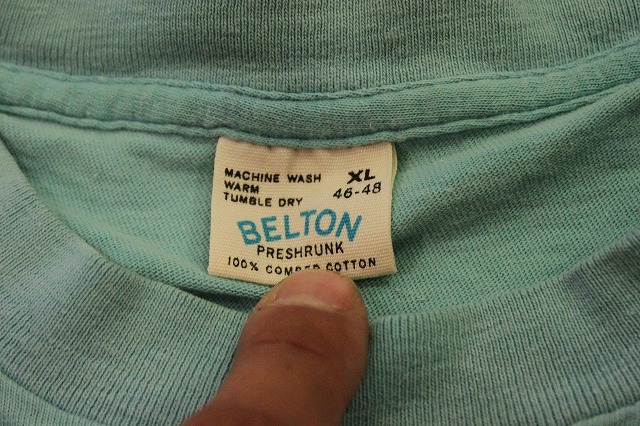 MACHINE WASH
WARM
TUMBLE DRY
XL
46-48
BELTON
PRESHRUNK
100% COMBED COTTON